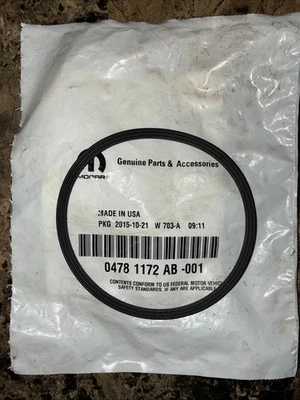 MOPAR
Genuine Parts & Accessories
MADE IN USA
PKG 2015-10-21 W 703-A 09:11
0478 1172 AB -001
CONTENTS CONFORM TO US FEDERAL MOTOR VEHICLE
SAFETY STANDARDS, IF ANY ARE APPLICABLE